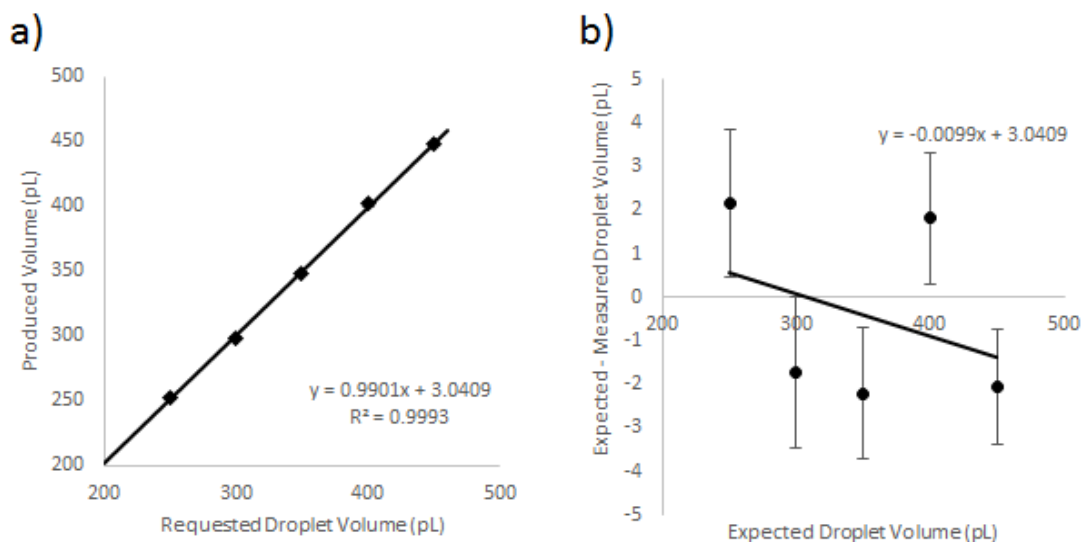 a)
500
450
400
350
300
250
200
200 300 400 500
Produced Volume (pL)
Requested Droplet Volume (pL)
y = 0.9901x + 3.0409
R² = 0.9993
b)
5
4
3
2
1
0
-1
-2
-3
-4
-5
200 300 400 500
Expected - Measured Droplet Volume (pL)
Expected Droplet Volume (pL)
y = -0.0099x + 3.0409